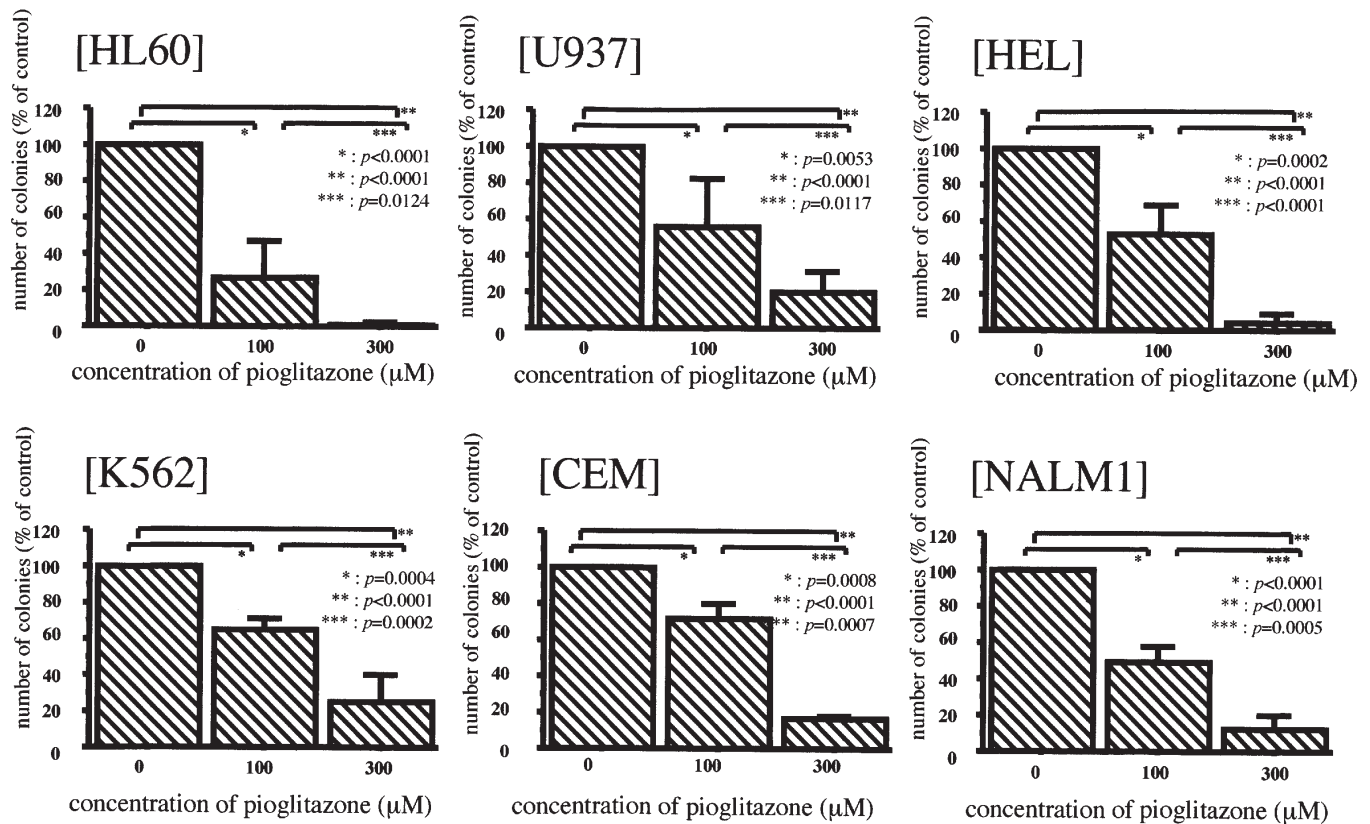 [HL60]
number of colonies (% of control)
120
100
80
60
40
20
0
**
*
***
* : p<0.0001
** : p<0.0001
*** : p=0.0124
0
100
300
concentration of pioglitazone (μM)
[U937]
number of colonies (% of control)
120
100
80
60
40
20
0
**
*
***
* : p=0.0053
** : p<0.0001
*** : p=0.0117
0
100
300
concentration of pioglitazone (μM)
[HEL]
number of colonies (% of control)
120
100
80
60
40
20
0
**
*
***
* : p=0.0002
** : p<0.0001
*** : p<0.0001
0
100
300
concentration of pioglitazone (μM)
[K562]
number of colonies (% of control)
120
100
80
60
40
20
0
**
*
***
* : p=0.0004
** : p<0.0001
*** : p=0.0002
0
100
300
concentration of pioglitazone (μM)
[CEM]
number of colonies (% of control)
120
100
80
60
40
20
0
**
*
***
* : p=0.0008
** : p<0.0001
** : p=0.0007
0
100
300
concentration of pioglitazone (μM)
[NALM1]
number of colonies (% of control)
120
100
80
60
40
20
0
**
*
***
* : p<0.0001
** : p<0.0001
*** : p=0.0005
0
100
300
concentration of pioglitazone (μM)